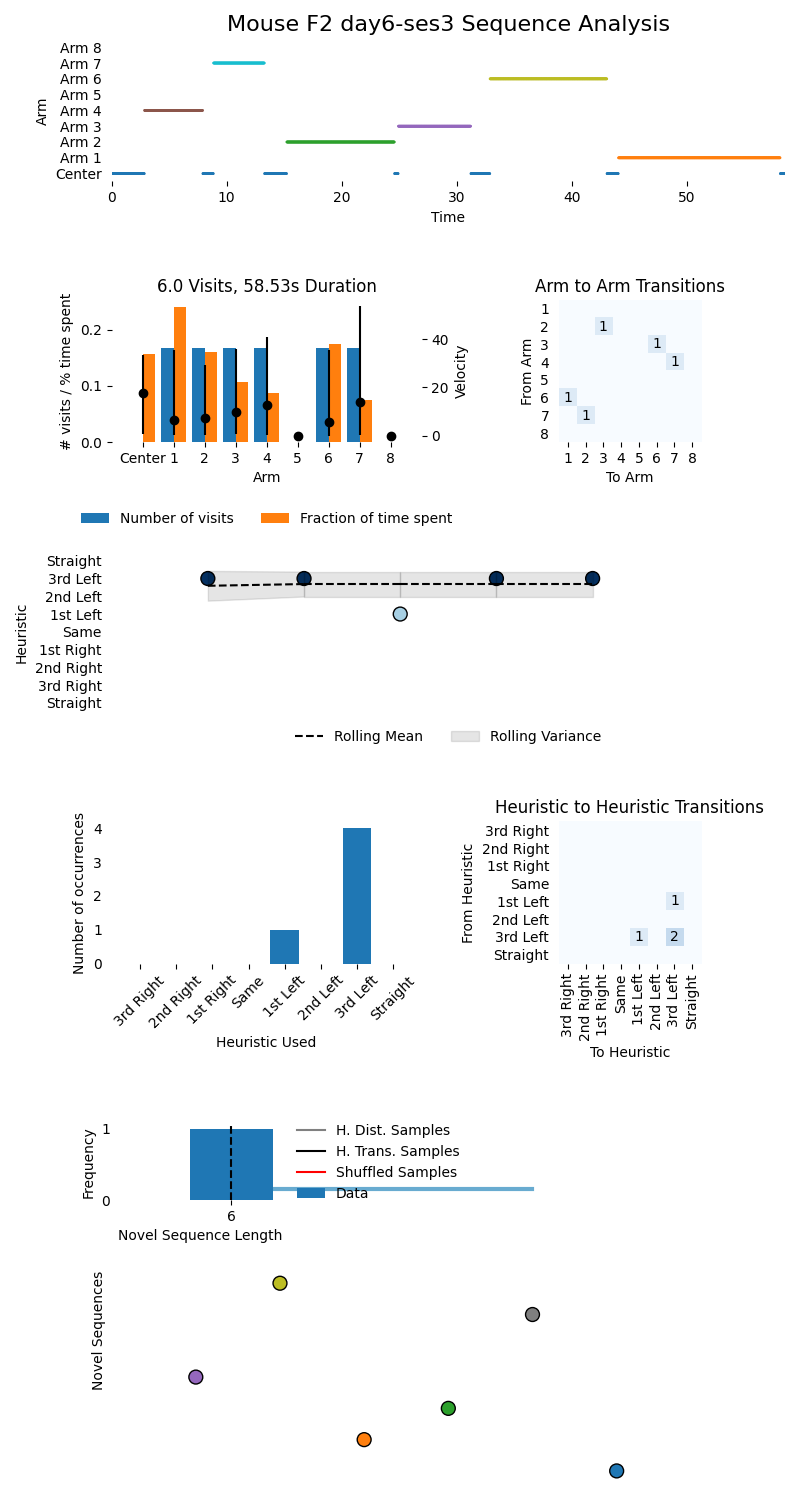 Mouse F2 day6-ses3 Sequence Analysis
Arm 8
Arm 7
Arm 6
Arm 5
Arm 4
Arm 3
Arm 2
Arm 1
Center
Arm
0 10 20 30 40 50
Time
6.0 Visits, 58.53s Duration
# visits / % time spent
0.2
0.1
0.0
40
20
0
Velocity
Center 1 2 3 4 5 6 7 8
Arm
Number of visits
Fraction of time spent
Arm to Arm Transitions
From Arm
1
2
3
4
5
6
7
8
1
1
1
1
1
1 2 3 4 5 6 7 8
To Arm
Heuristic
Straight
3rd Left
2nd Left
1st Left
Same
1st Right
2nd Right
3rd Right
Straight
Rolling Mean
Rolling Variance
Number of occurrences
4
3
2
1
0
3rd Right
2nd Right
1st Right
Same
1st Left
2nd Left
3rd Left
Straight
Heuristic Used
Heuristic to Heuristic Transitions
From Heuristic
3rd Right
2nd Right
1st Right
Same
1st Left
2nd Left
3rd Left
Straight
1
1 2
3rd Right
2nd Right
1st Right
Same
1st Left
2nd Left
3rd Left
Straight
To Heuristic
Frequency
1
0
6
Novel Sequence Length
H. Dist. Samples
H. Trans. Samples
Shuffled Samples
Data
Novel Sequences